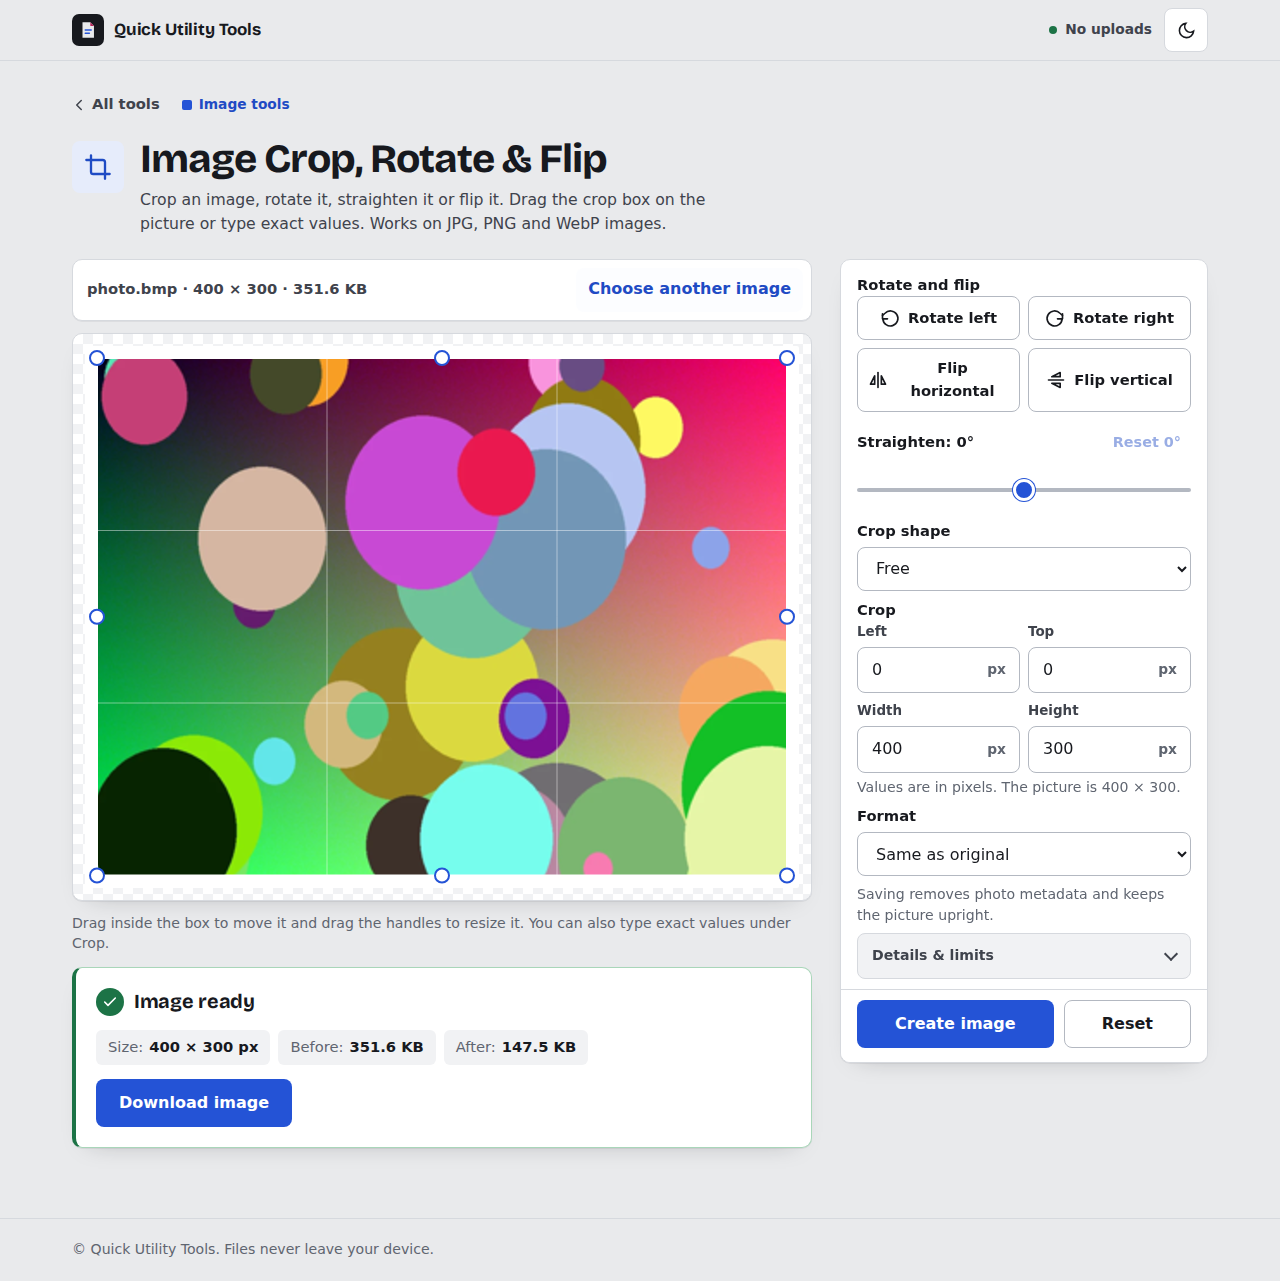 Quick Utility Tools
No uploads
All tools
Image tools
Image Crop, Rotate & Flip
Crop an image, rotate it, straighten it or flip it. Drag the crop box on the
picture or type exact values. Works on JPG, PNG and WebP images.
photo.bmp · 400 × 300 · 351.6 KB
Choose another image
Drag inside the box to move it and drag the handles to resize it. You can also type exact values under
Crop.
Image ready
Size: 400 × 300 px
Before: 351.6 KB
After: 147.5 KB
Download image
Rotate and flip
Rotate left
Rotate right
Flip
horizontal
Flip vertical
Straighten: 0°
Reset 0°
Crop shape
Free
Crop
Left
Top
0 px
0 px
Width
Height
400 px
300 px
Values are in pixels. The picture is 400 × 300.
Format
Same as original
Saving removes photo metadata and keeps
the picture upright.
Details & limits
Create image
Reset
© Quick Utility Tools. Files never leave your device.